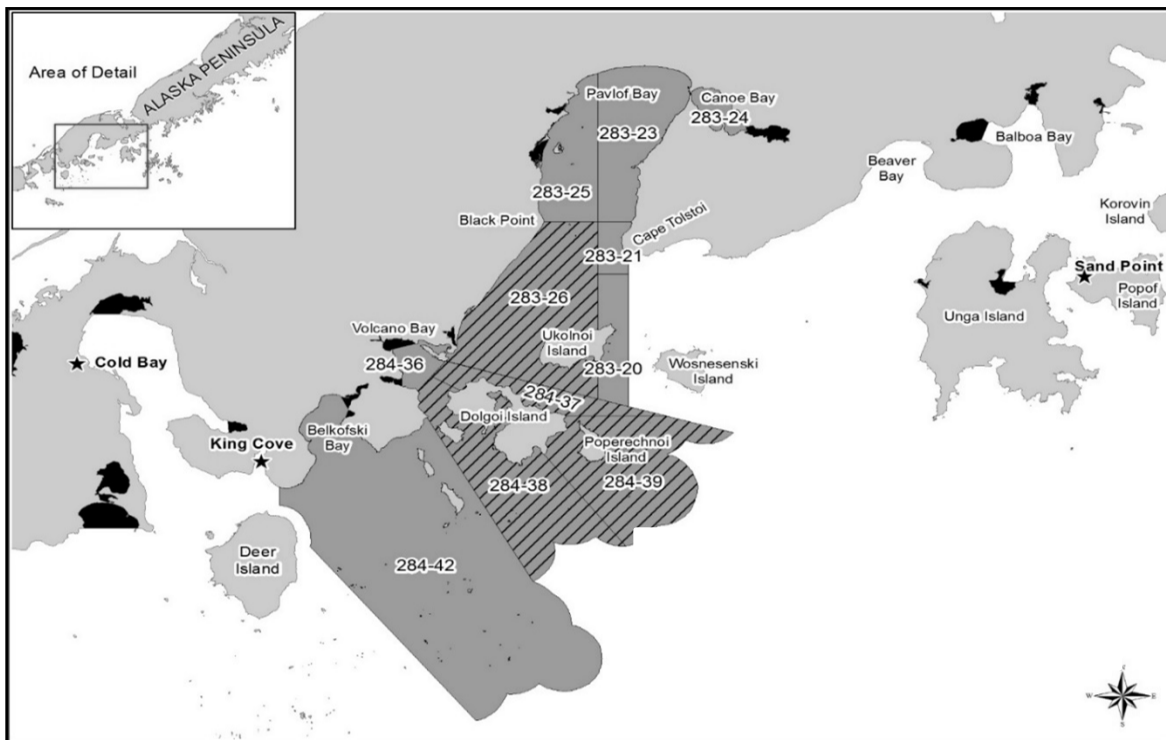 ALASKA PENINSULA
Area of Detail
Pavlof Bay
Canoe Bay
283-24
283-23
Balboa Bay
Beaver
Bay
283-25
Korovin
Island
Black Point
Cape Tolstoi
283-21
Sand Point
283-26
Popof
Island
Unga Island
Volcano Bay
Ukolnoi
Island
Cold Bay
284-36
283-20
Wosnesenski
Island
284-37
Dolgoi Island
Belkofski
Bay
King Cove
Poperechnoi
Island
284-38
284-39
Deer
Island
284-42
W
E